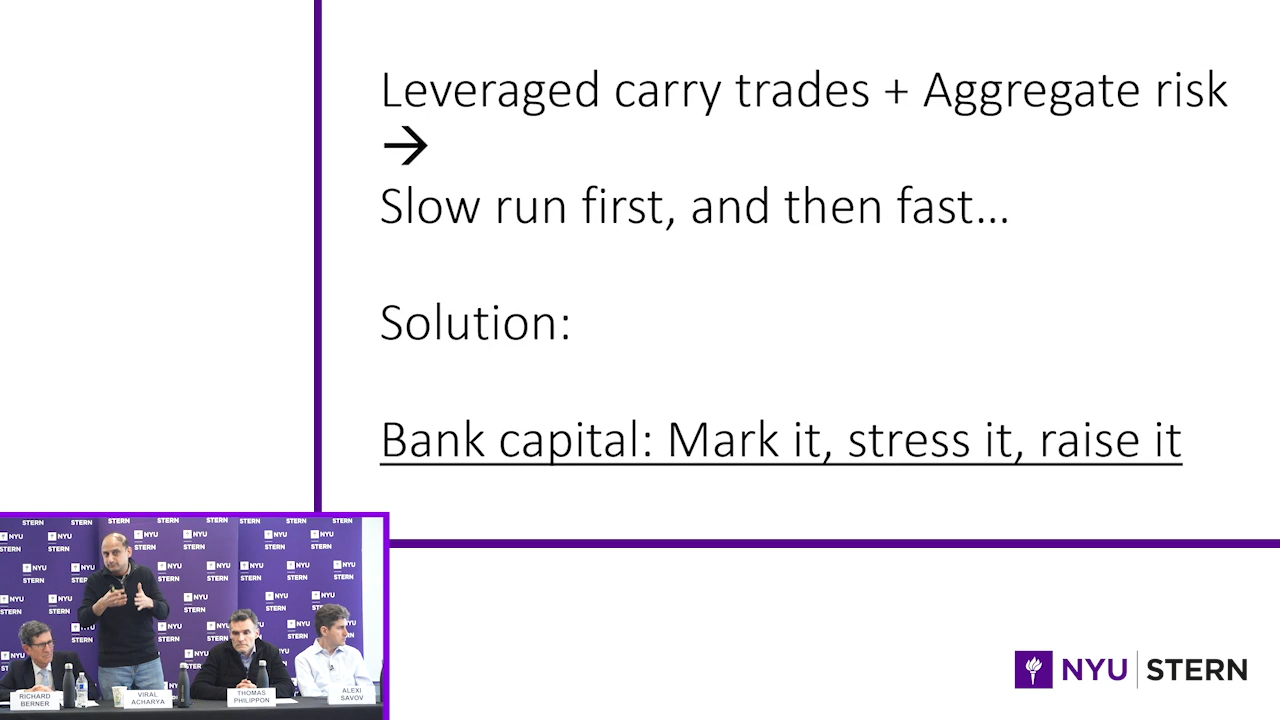 Leveraged carry trades + Aggregate risk
→
Slow run first, and then fast...
Solution:
Bank capital: Mark it, stress it, raise it
NYU STERN
RICHARD BERNER
VIRAL ACHARYA
THOMAS PHILIPPON
ALEXI SAVOV